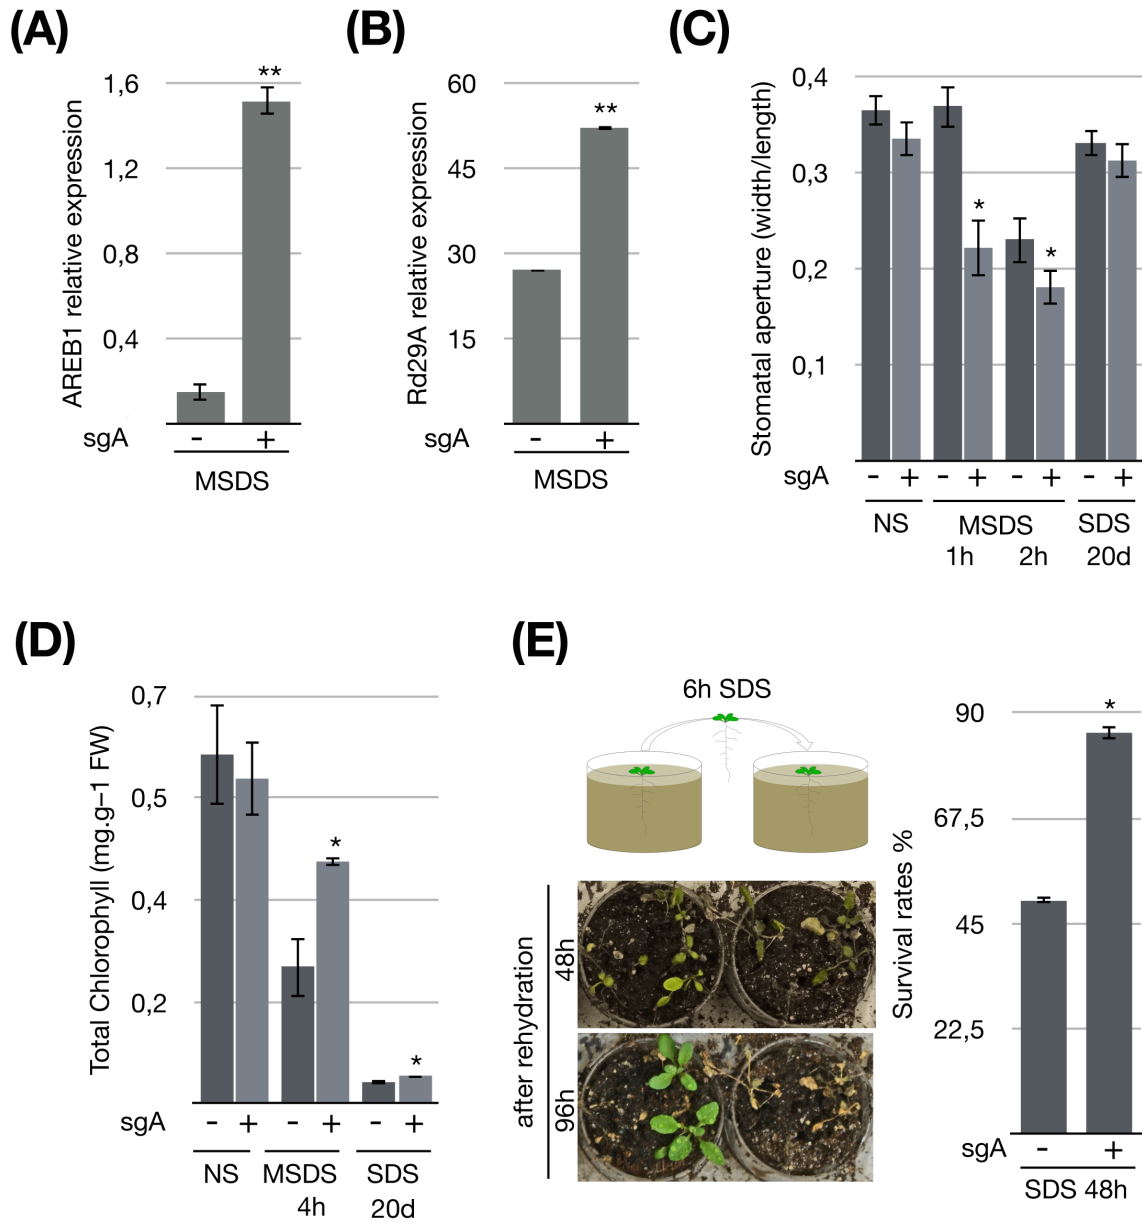 (A)
AREB1 relative expression
1,6
1,2
0,8
0,4
**
sgA - +
MSDS
(B)
Rd29A relative expression
60
45
30
15
**
sgA - +
MSDS
(C)
Stomatal aperture (width/length)
0,4
0,3
0,2
0,1
*
*
sgA - + - + - + - +
NS MSDS SDS
1h 2h 20d
(D)
Total Chlorophyll (mg.g–1 FW)
0,7
0,5
0,4
0,2
*
*
sgA - + - + - +
NS MSDS SDS
4h 20d
(E)
6h SDS
after rehydration
48h
96h
Survival rates %
90
67,5
45
22,5
*
sgA - +
SDS 48h